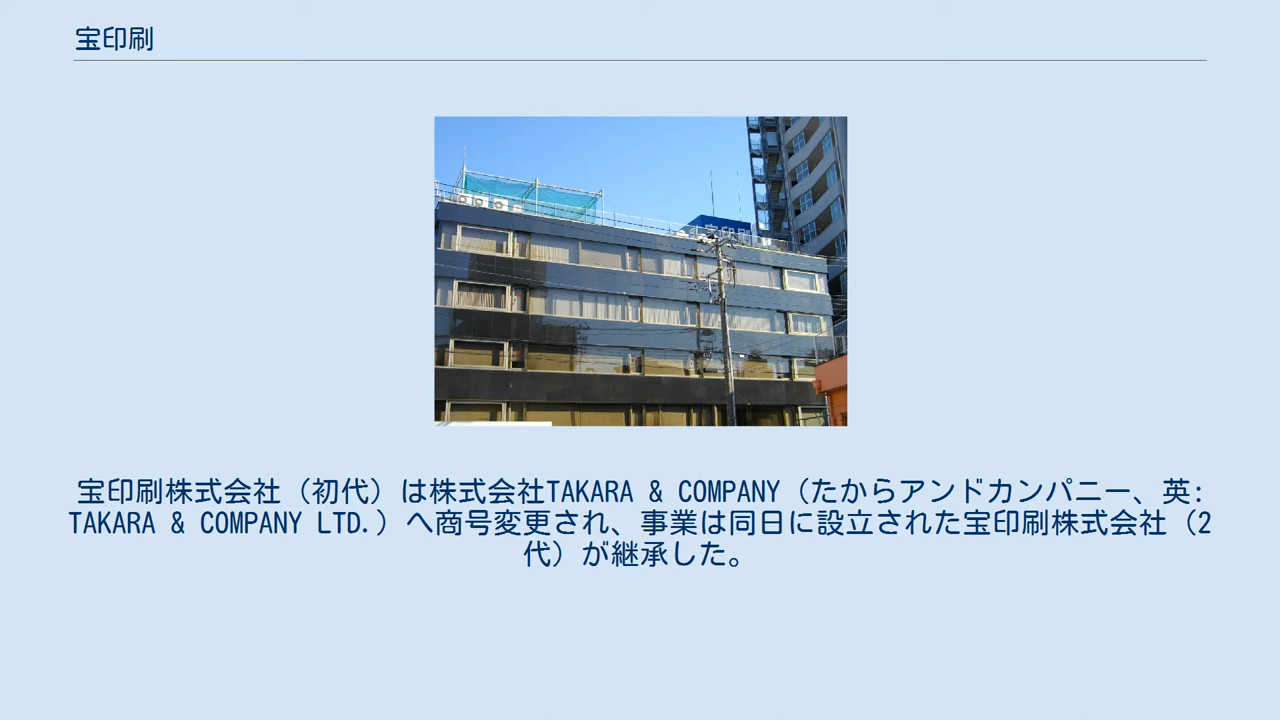 宝印刷
宝印刷
宝印刷株式会社（初代）は株式会社TAKARA & COMPANY（たからアンドカンパニー、英:
TAKARA & COMPANY LTD.）へ商号変更され、事業は同日に設立された宝印刷株式会社（2
代）が継承した。